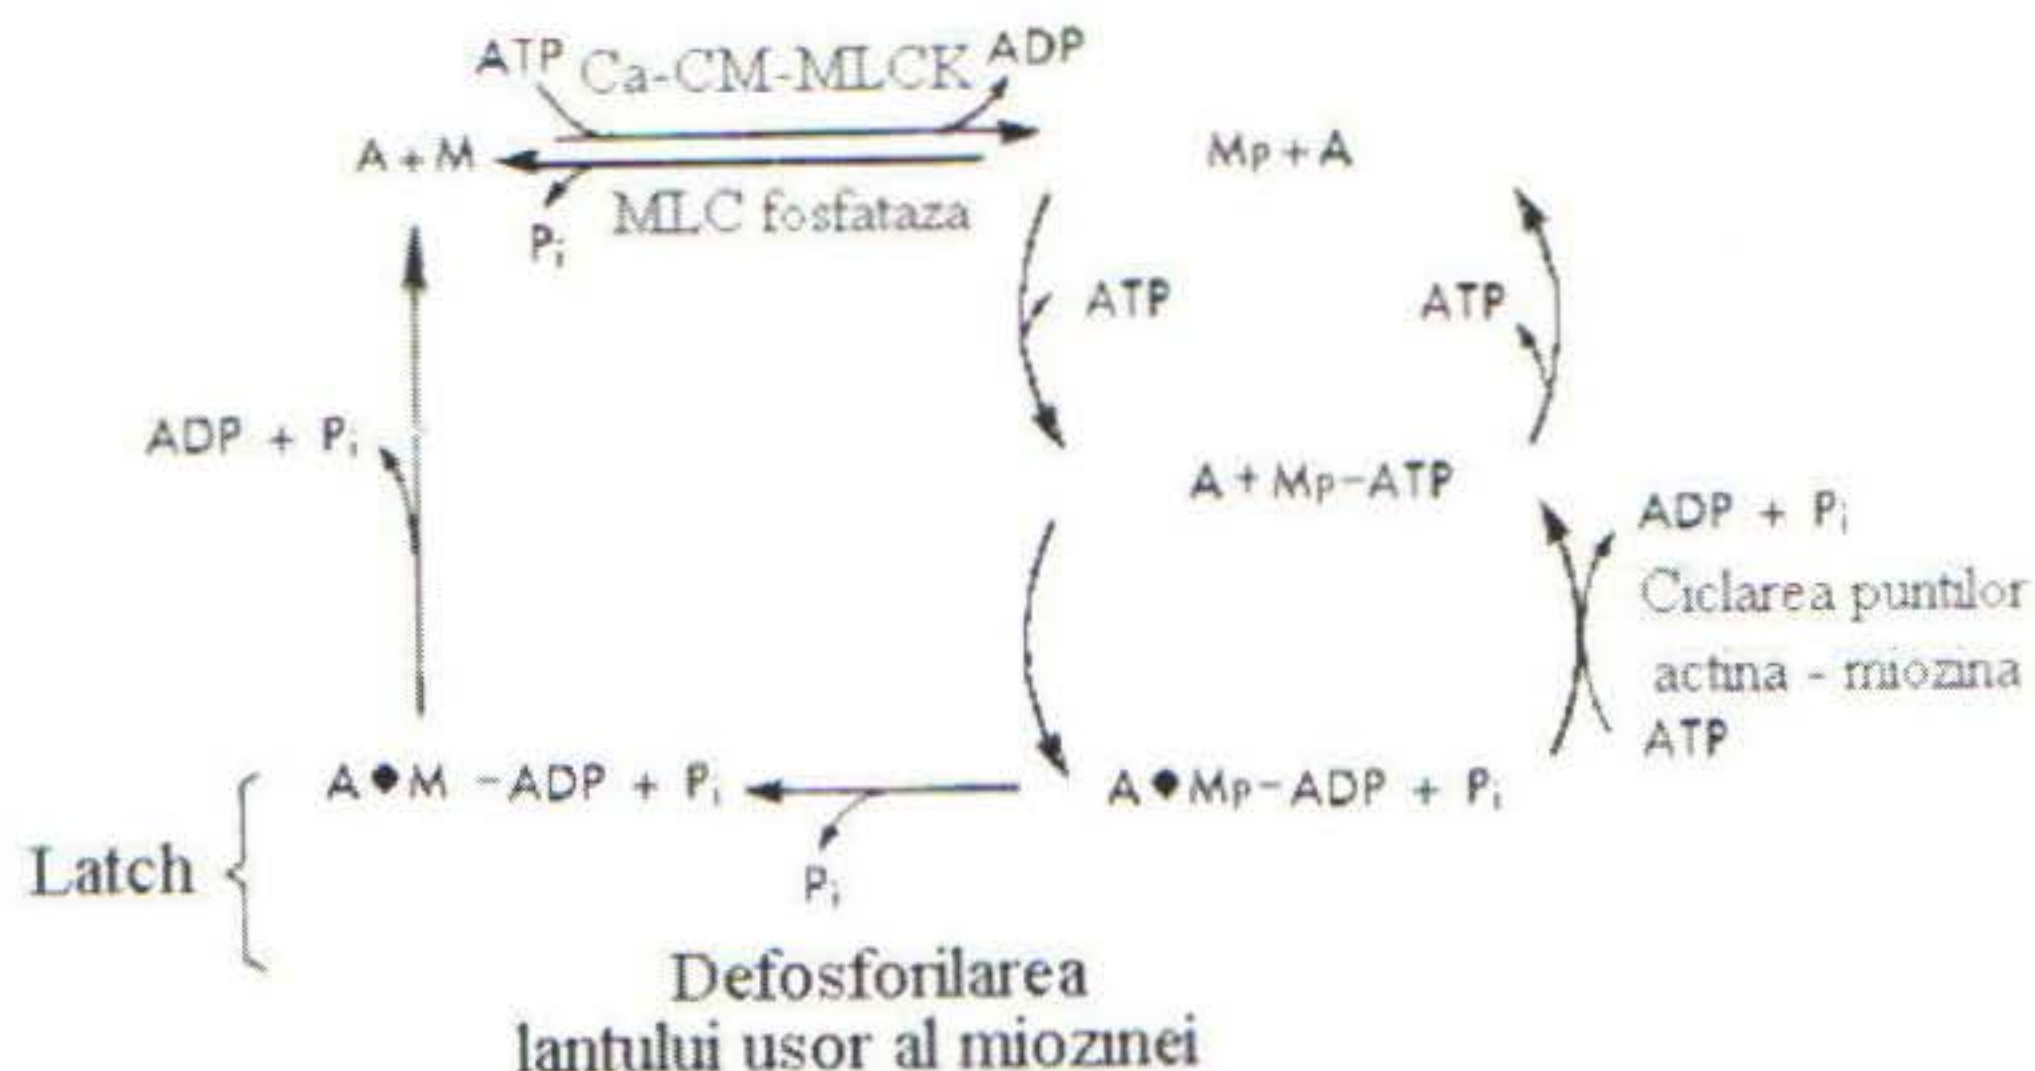 ATP Ca-CM-MLCK ADP
A + M Mp + A
Pi MLC fosfataza
ATP ATP
ADP + Pi
A + Mp-ATP
ADP + Pi
Ciclarea puntilor
actina - miozina
ATP
A ◆ M - ADP + Pi A ◆ Mp-ADP + Pi
Latch
Pi
Defosforilarea
lantului usor al miozinei